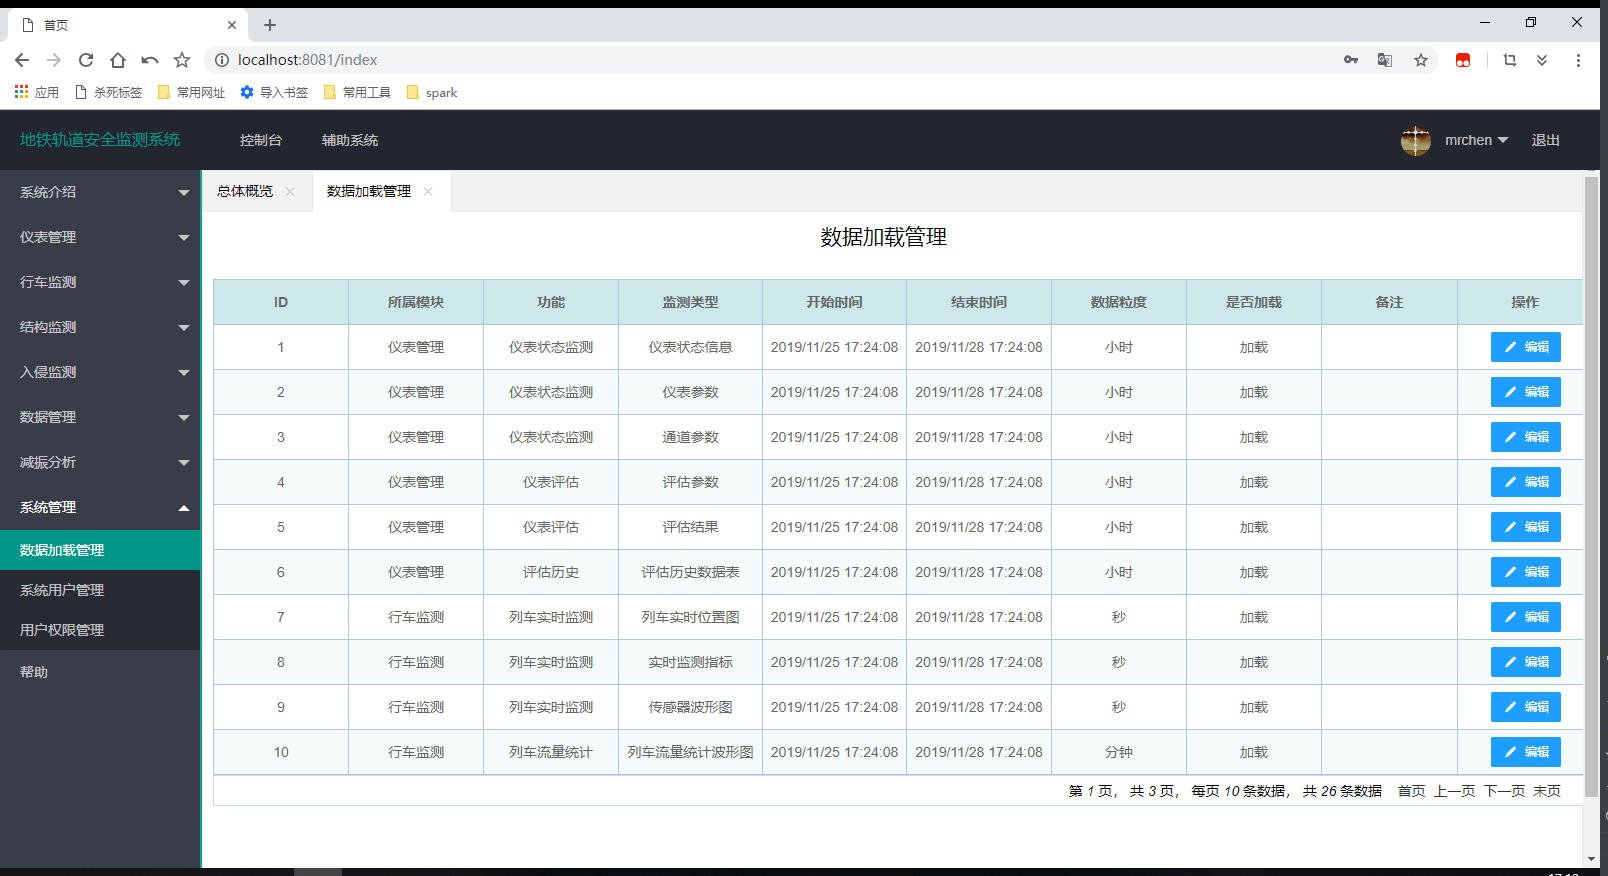 首页
localhost:8081/index
应用 杀死标签 常用网址 导入书签 常用工具 spark
地铁轨道安全监测系统 控制台 辅助系统 mrchen 退出
系统介绍
仪表管理
行车监测
结构监测
入侵监测
数据管理
减振分析
系统管理
数据加载管理
系统用户管理
用户权限管理
帮助
总体概览 数据加载管理
数据加载管理
ID 所属模块 功能 监测类型 开始时间 结束时间 数据粒度 是否加载 备注 操作
1 仪表管理 仪表状态监测 仪表状态信息 2019/11/25 17:24:08 2019/11/28 17:24:08 小时 加载 编辑
2 仪表管理 仪表状态监测 仪表参数 2019/11/25 17:24:08 2019/11/28 17:24:08 小时 加载 编辑
3 仪表管理 仪表状态监测 通道参数 2019/11/25 17:24:08 2019/11/28 17:24:08 小时 加载 编辑
4 仪表管理 仪表评估 评估参数 2019/11/25 17:24:08 2019/11/28 17:24:08 小时 加载 编辑
5 仪表管理 仪表评估 评估结果 2019/11/25 17:24:08 2019/11/28 17:24:08 小时 加载 编辑
6 仪表管理 评估历史 评估历史数据表 2019/11/25 17:24:08 2019/11/28 17:24:08 小时 加载 编辑
7 行车监测 列车实时监测 列车实时位置图 2019/11/25 17:24:08 2019/11/28 17:24:08 秒 加载 编辑
8 行车监测 列车实时监测 实时监测指标 2019/11/25 17:24:08 2019/11/28 17:24:08 秒 加载 编辑
9 行车监测 列车实时监测 传感器波形图 2019/11/25 17:24:08 2019/11/28 17:24:08 秒 加载 编辑
10 行车监测 列车流量统计 列车流量统计波形图 2019/11/25 17:24:08 2019/11/28 17:24:08 分钟 加载 编辑
第 1 页， 共 3 页， 每页 10 条数据， 共 26 条数据 首页 上一页 下一页 末页